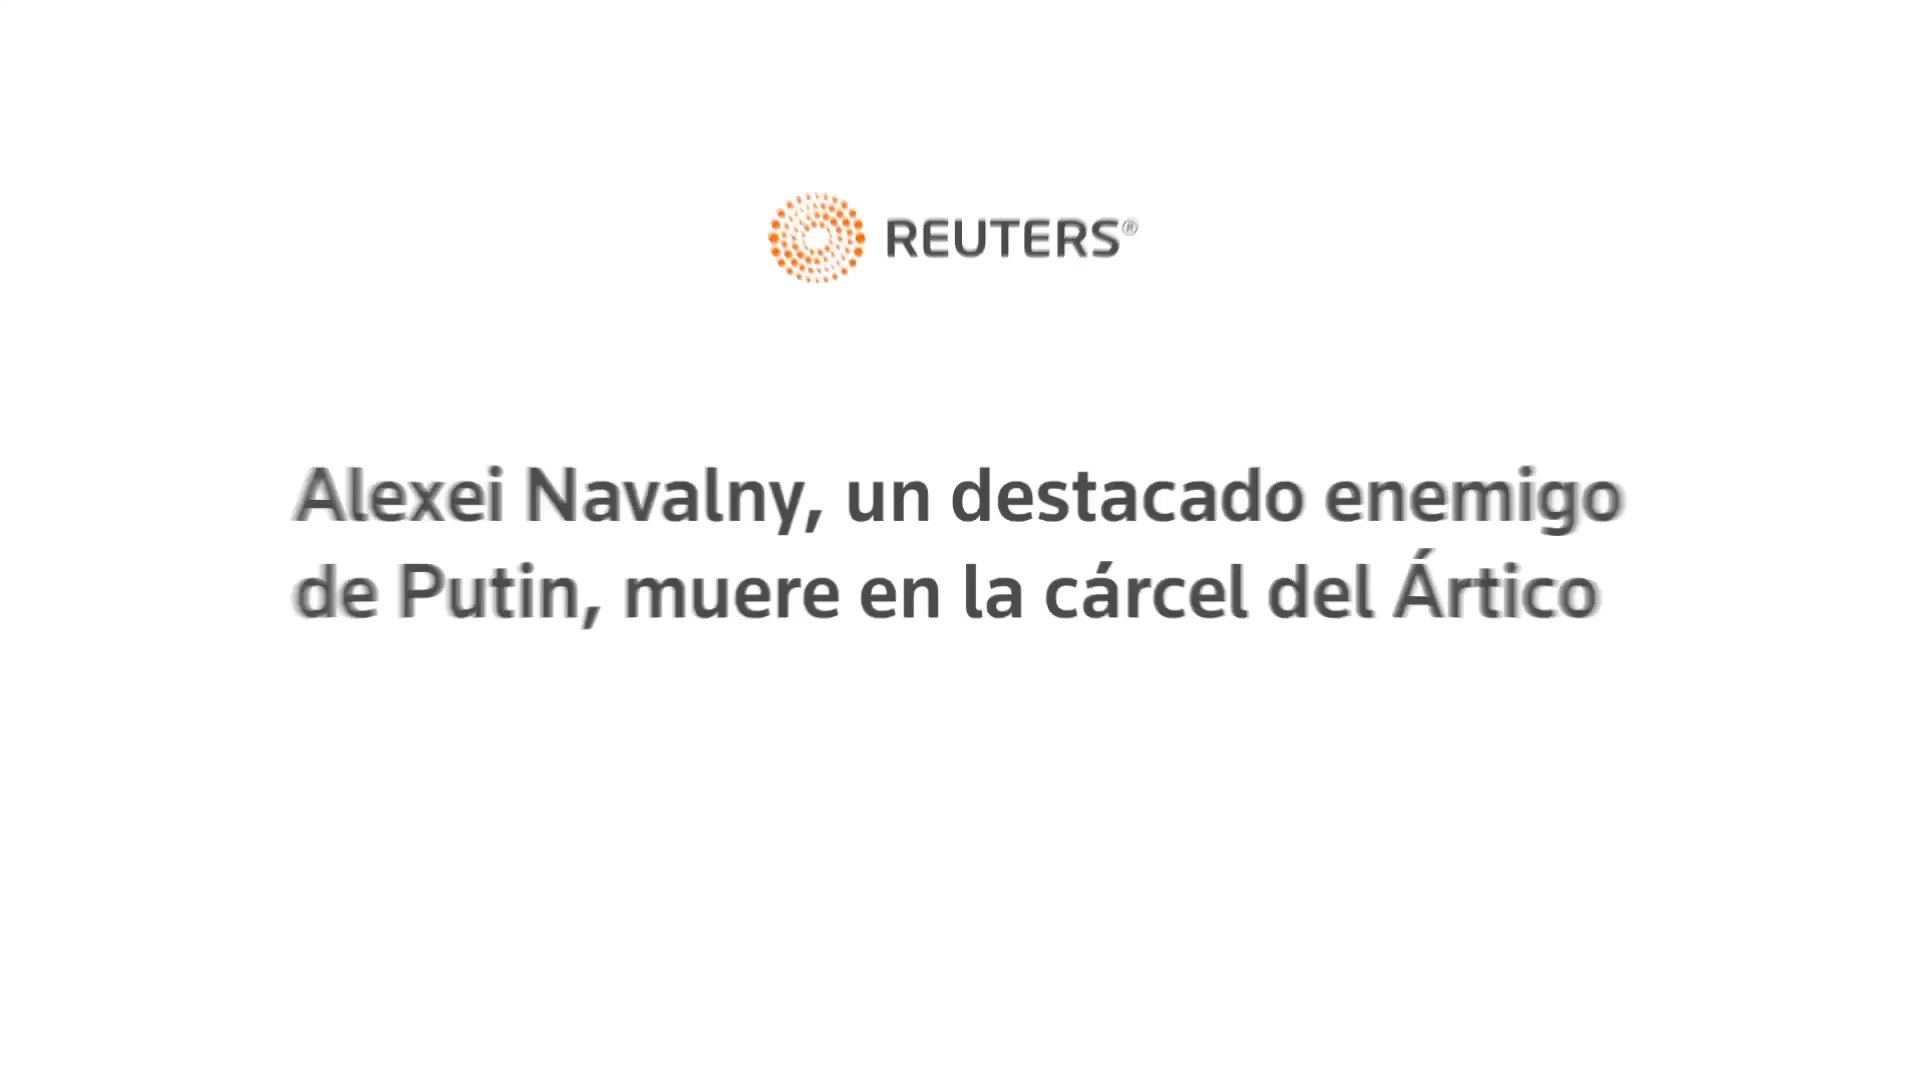 REUTERS®
Alexei Navalny, un destacado enemigo
de Putin, muere en la cárcel del Ártico